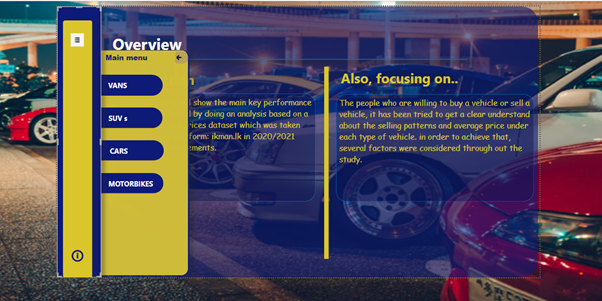 Overview
Main menu
VANS
SUV s
CARS
MOTORBIKES
show the main key performance
by doing an analysis based on a
dataset which was taken
form: ikman.lk in 2020/2021
Also, focusing on..
The people who are willing to buy a vehicle or sell a
vehicle, it has been tried to get a clear understand
about the selling patterns and average price under
each type of vehicle. in order to achieve that,
several factors were considered through out the
study.